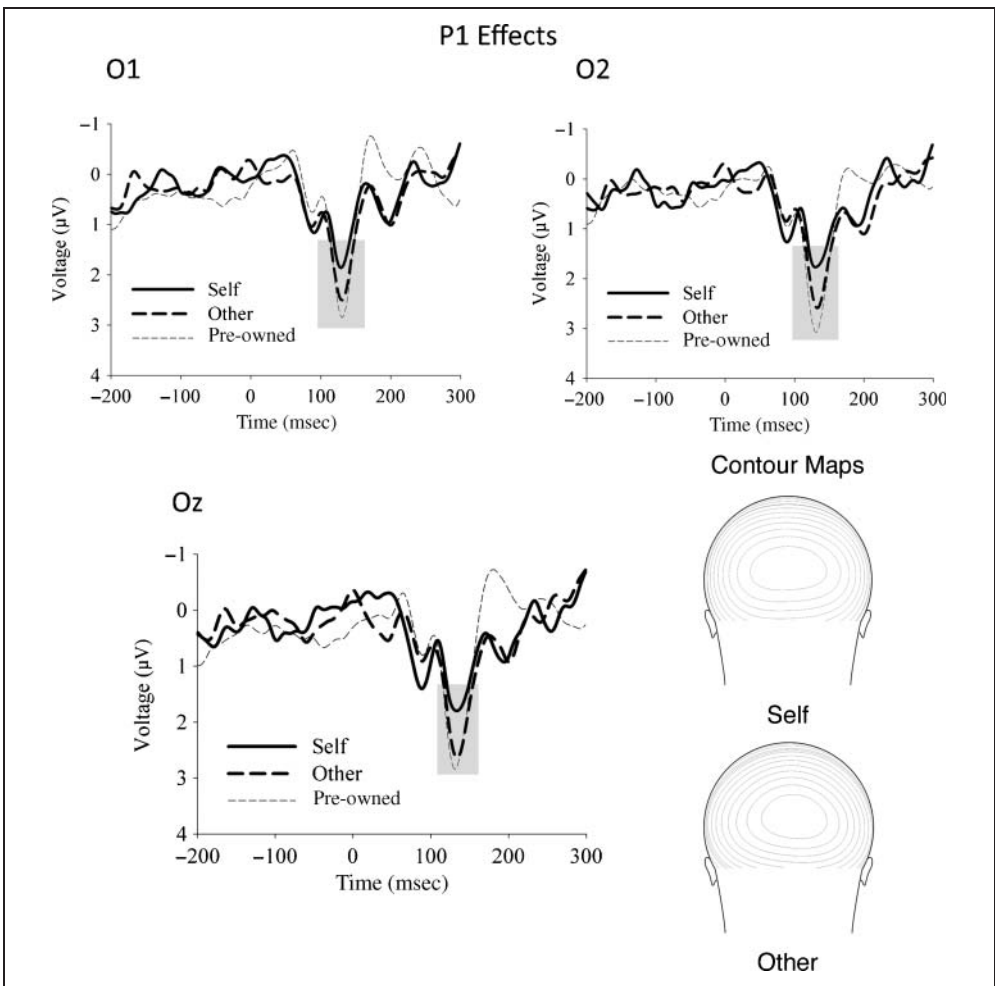 P1 Effects
O1
−1
0
1
2
3
4
Voltage (µV)
Self
Other
Pre-owned
−200
−100
0
100
200
300
Time (msec)
O2
−1
0
1
2
3
4
Voltage (µV)
Self
Other
Pre-owned
−200
−100
0
100
200
300
Time (msec)
Oz
−1
0
1
2
3
4
Voltage (µV)
Self
Other
Pre-owned
−200
−100
0
100
200
300
Time (msec)
Contour Maps
Self
Other